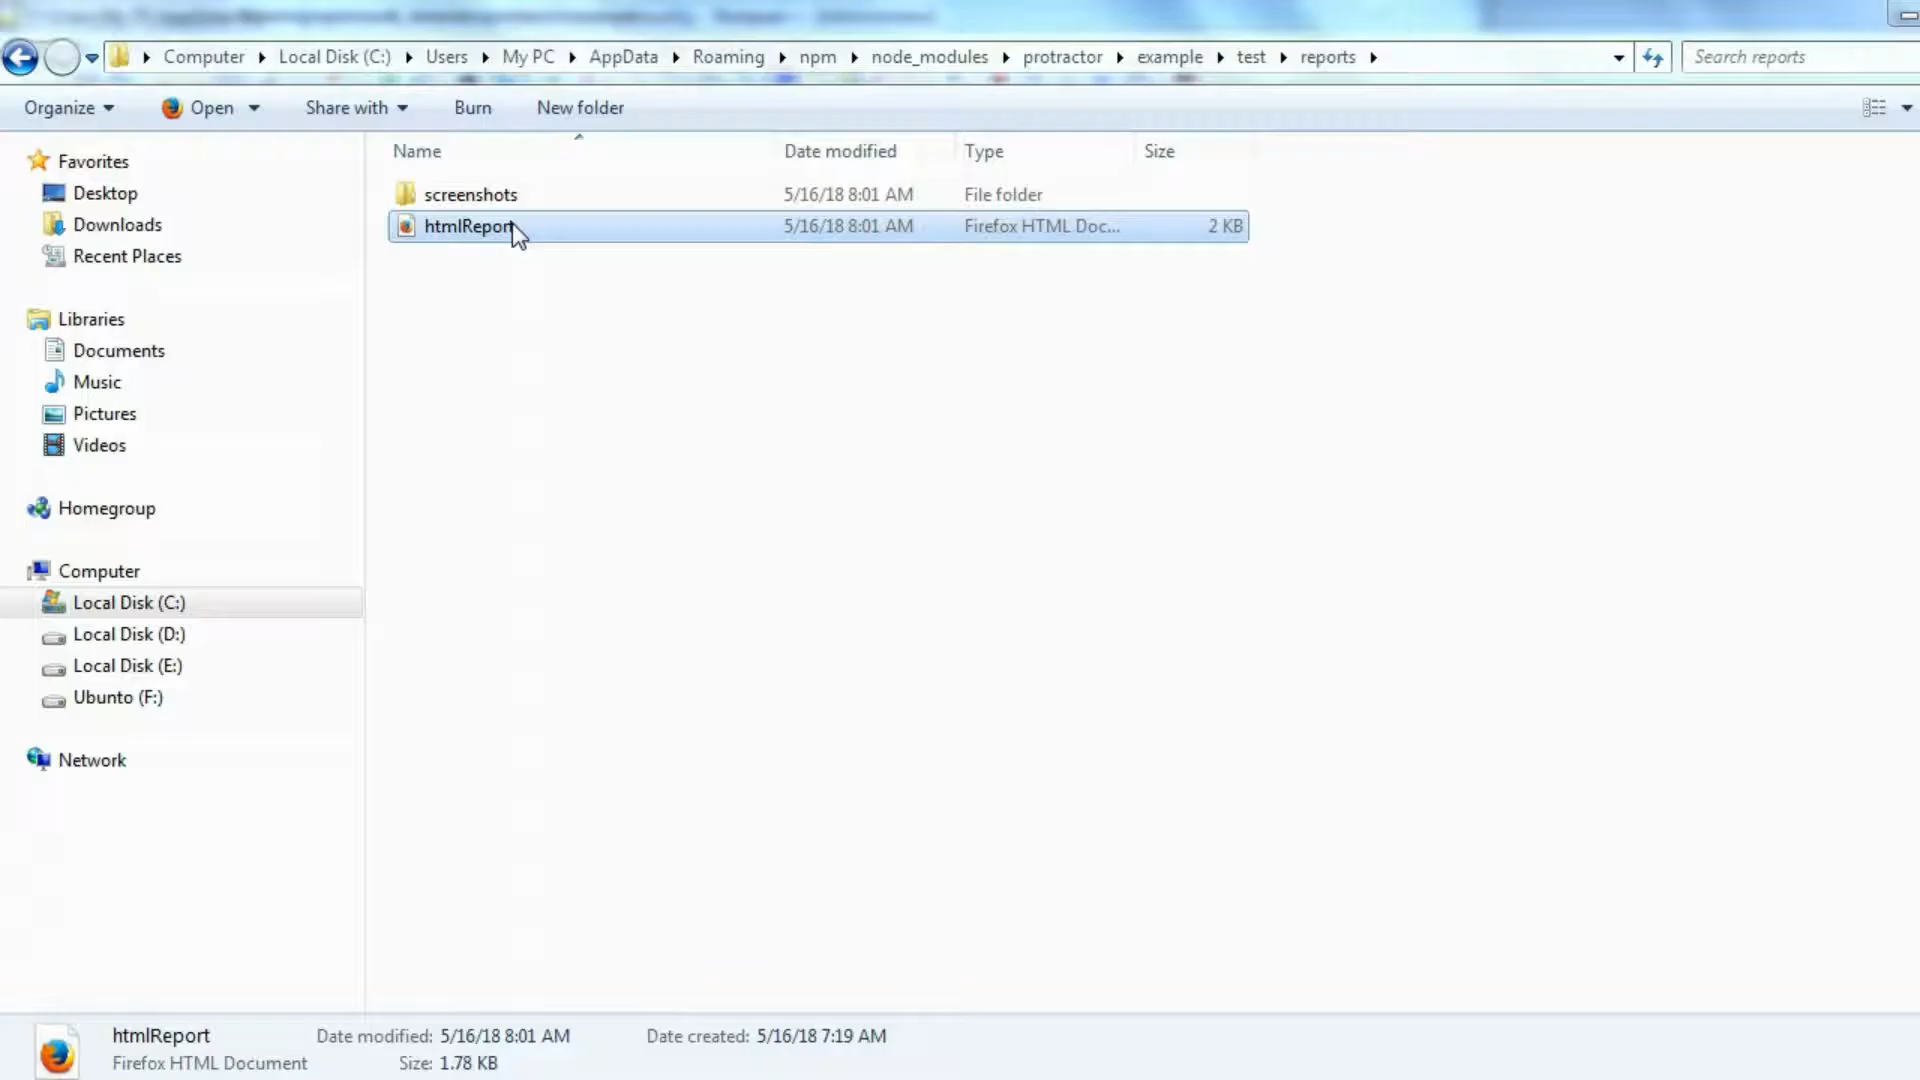 Computer Local Disk (C:) Users My PC AppData Roaming npm node_modules protractor example test reports Search reports
Organize Open Share with Burn New folder
Favorites
Desktop
Downloads
Recent Places
Libraries
Documents
Music
Pictures
Videos
Homegroup
Computer
Local Disk (C:)
Local Disk (D:)
Local Disk (E:)
Ubunto (F:)
Network
Name Date modified Type Size
screenshots 5/16/18 8:01 AM File folder
htmlReport 5/16/18 8:01 AM Firefox HTML Doc... 2 KB
htmlReport Date modified: 5/16/18 8:01 AM Date created: 5/16/18 7:19 AM
Firefox HTML Document Size: 1.78 KB